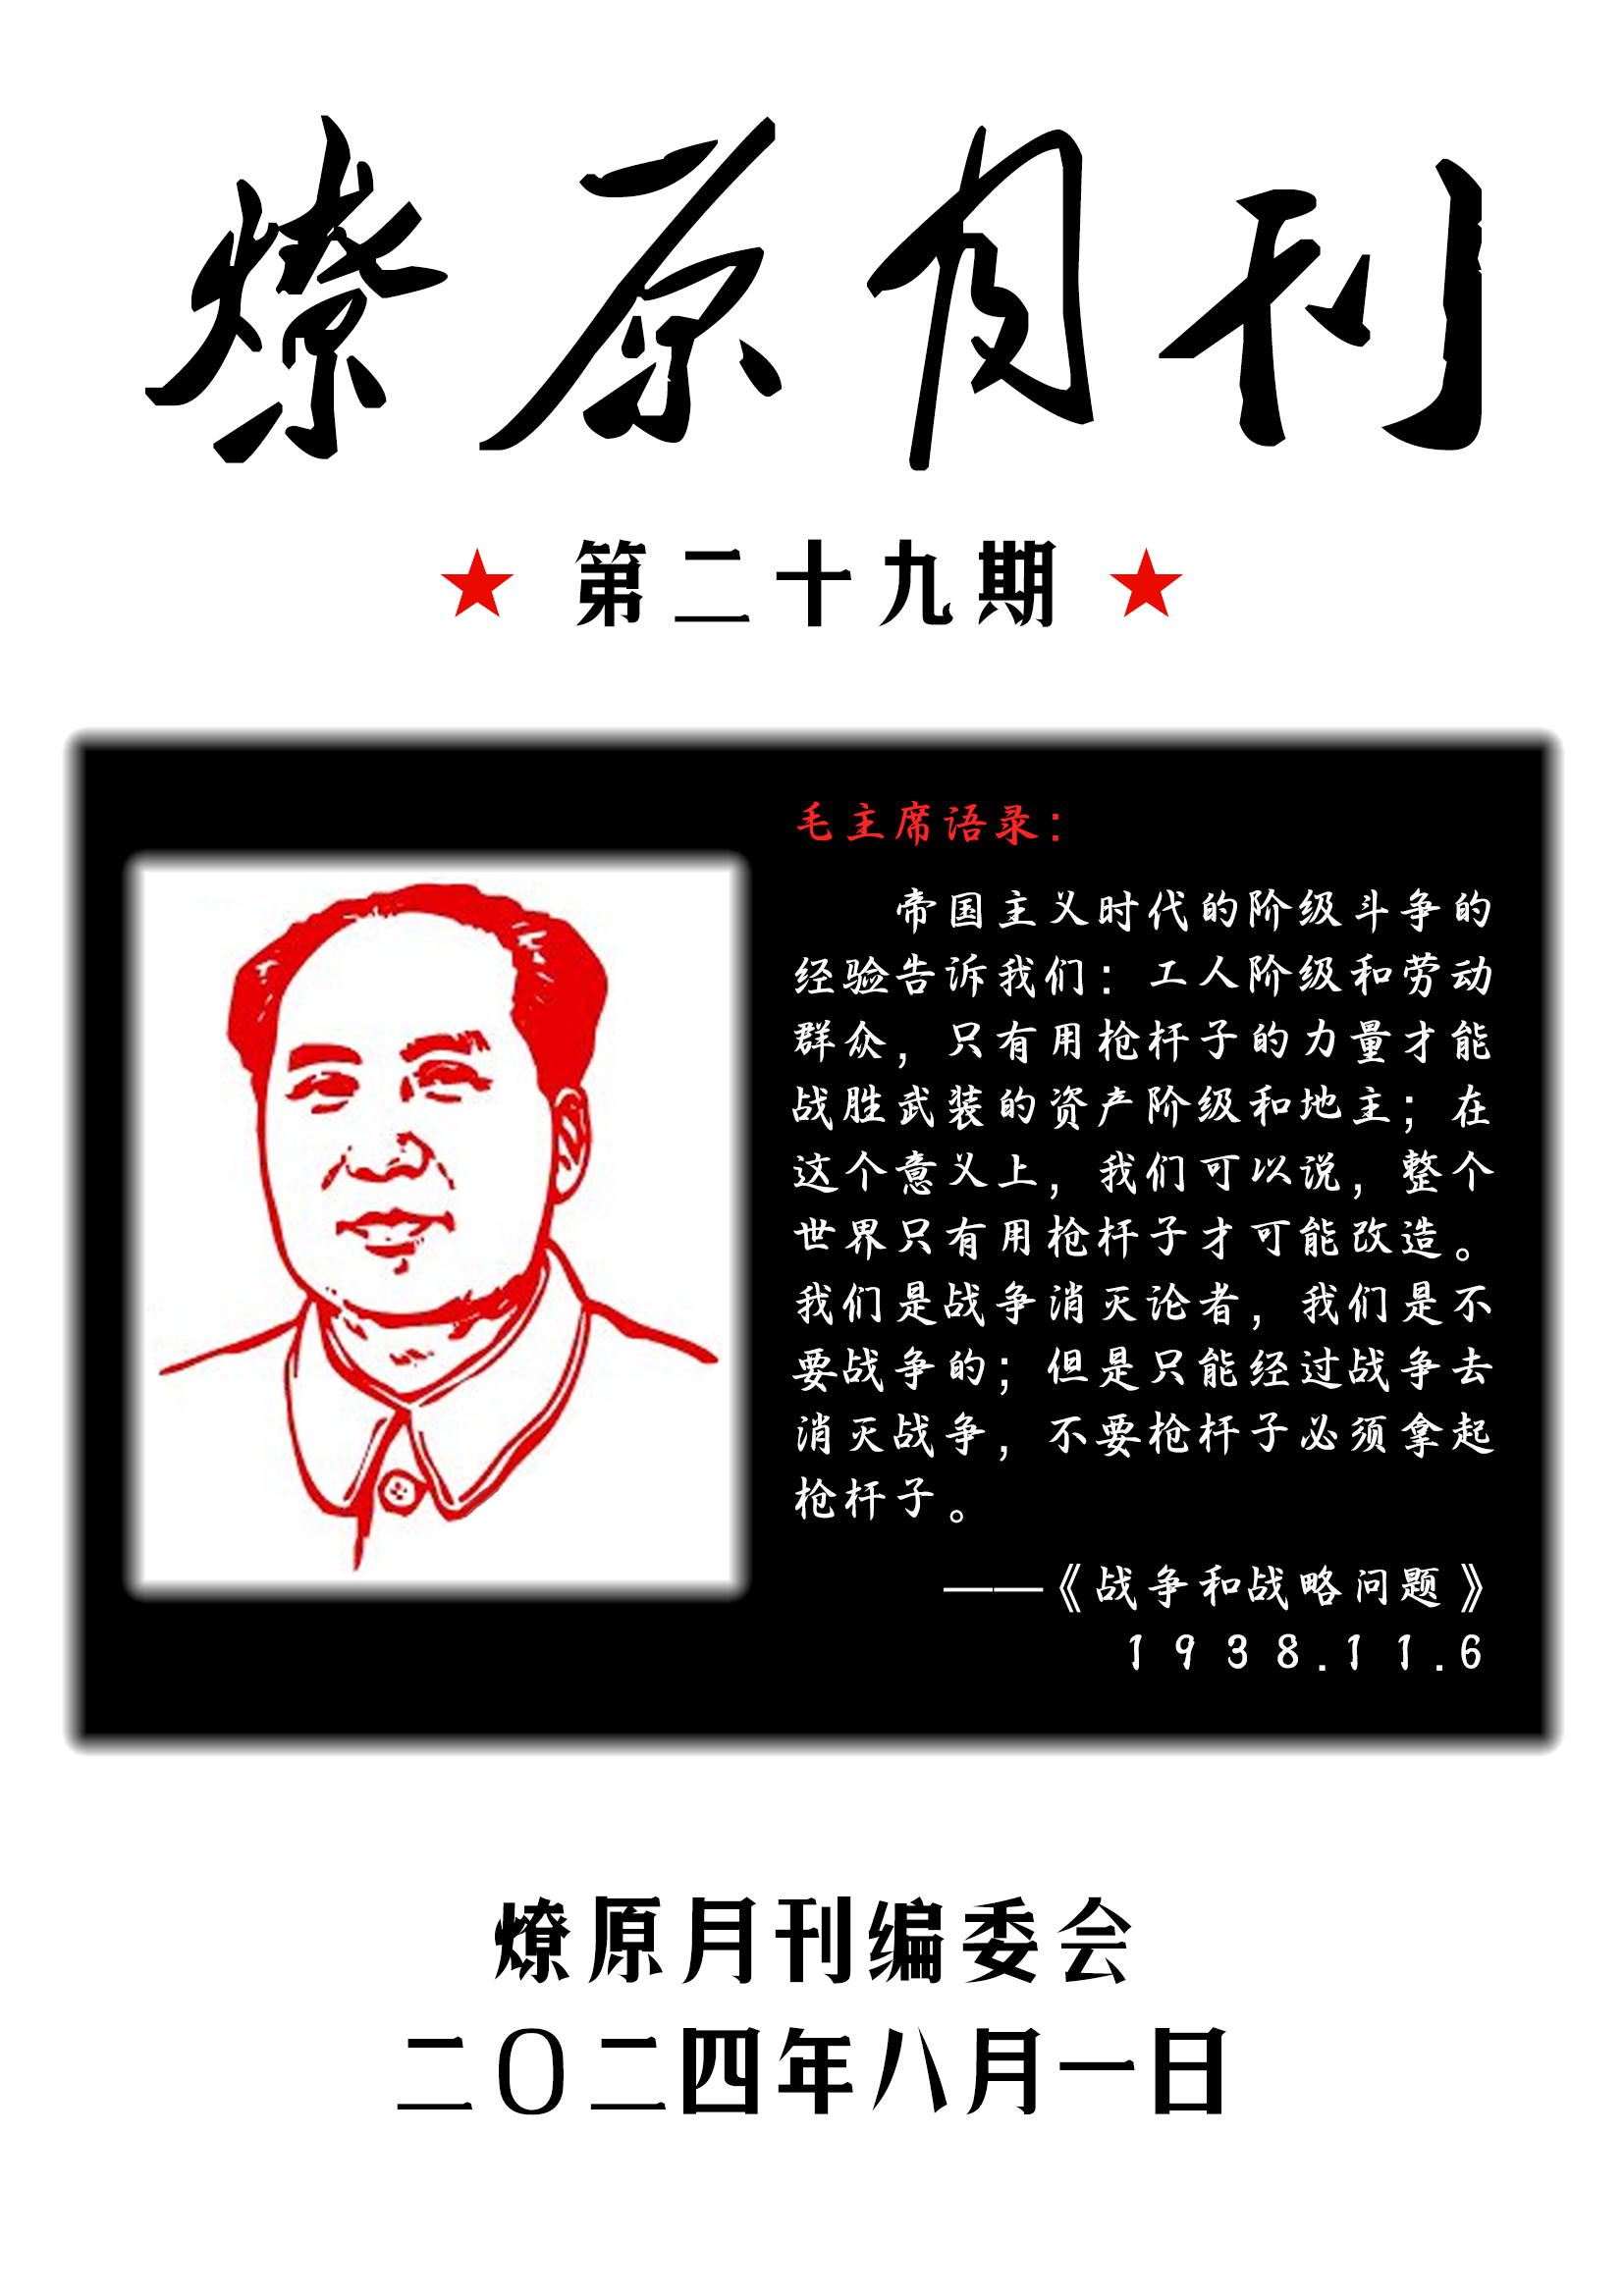 燎原月刊
★ 第二十九期 ★
毛主席语录：
帝国主义时代的阶级斗争的
经验告诉我们：工人阶级和劳动
群众，只有用枪杆子的力量才能
战胜武装的资产阶级和地主；在
这个意义上，我们可以说，整个
世界只有用枪杆子才可能改造。
我们是战争消灭论者，我们是不
要战争的；但是只能经过战争去
消灭战争，不要枪杆子必须拿起
枪杆子。
——《战争和战略问题》
1938.11.6
燎原月刊编委会
二〇二四年八月一日